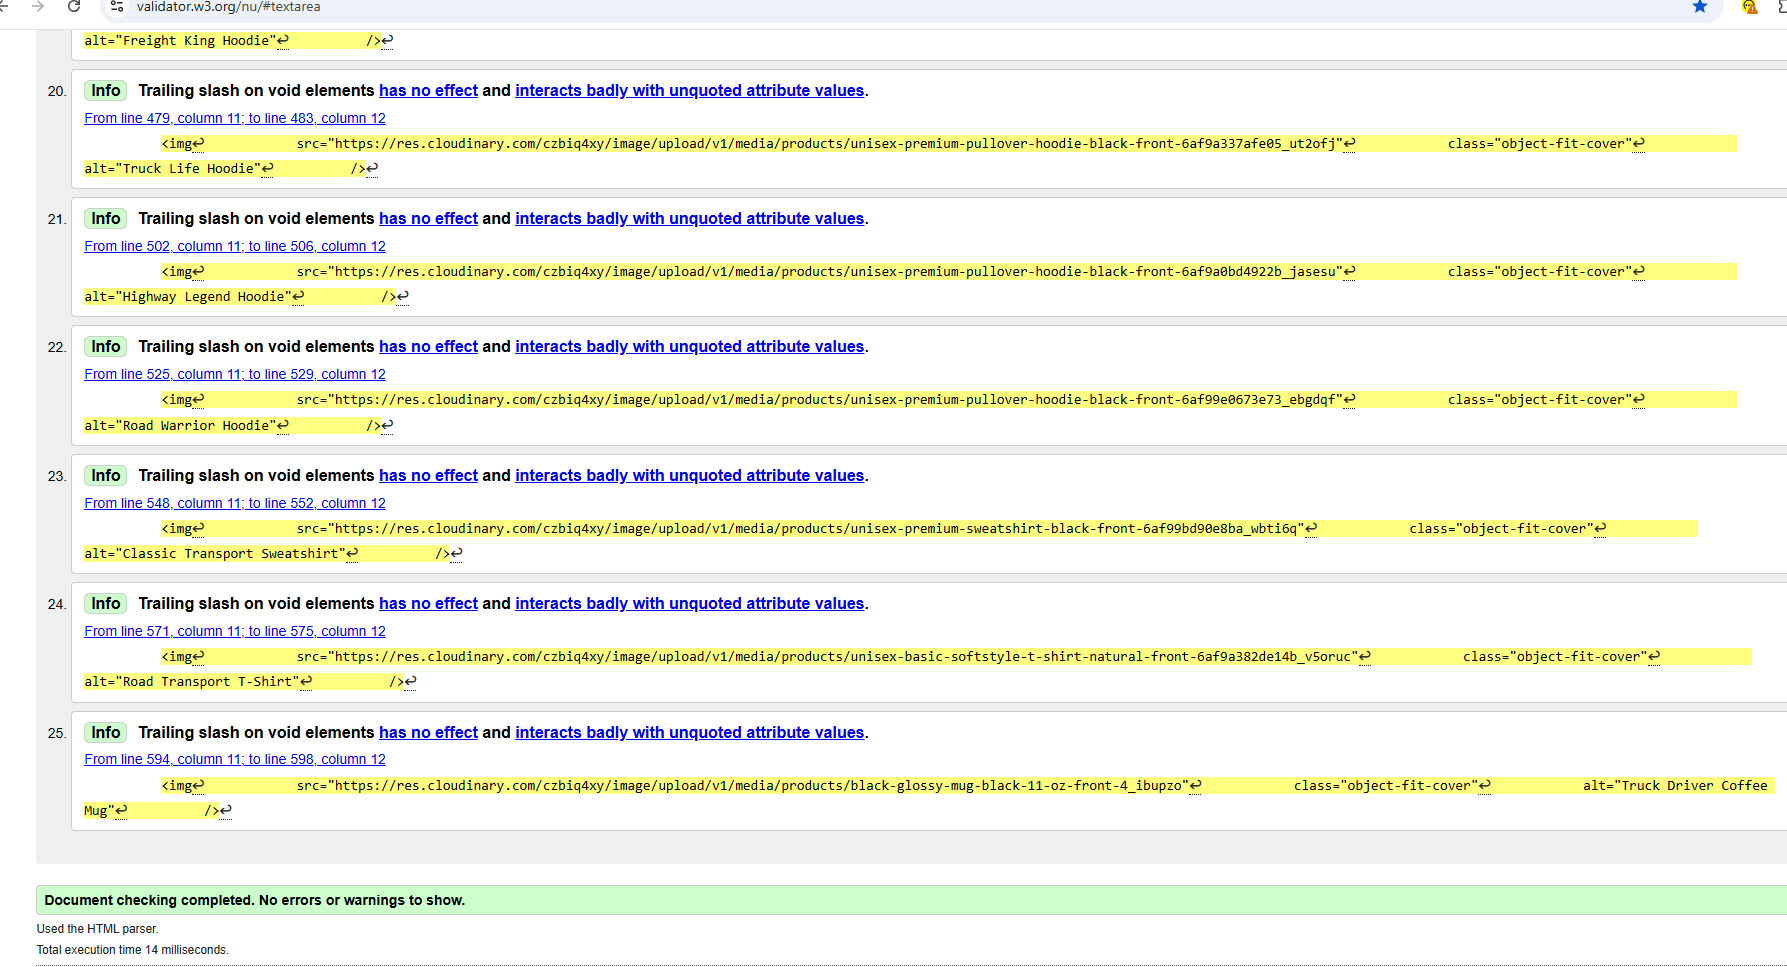 validator.w3.org/nu/#textarea
alt="Freight King Hoodie"↩ />↩
20. Info Trailing slash on void elements has no effect and interacts badly with unquoted attribute values.
From line 479, column 11; to line 483, column 12
<img↩ src="https://res.cloudinary.com/czbiq4xy/image/upload/v1/media/products/unisex-premium-pullover-hoodie-black-front-6af9a337afe05_ut2ofj"↩ class="object-fit-cover"↩
alt="Truck Life Hoodie"↩ />↩
21. Info Trailing slash on void elements has no effect and interacts badly with unquoted attribute values.
From line 502, column 11; to line 506, column 12
<img↩ src="https://res.cloudinary.com/czbiq4xy/image/upload/v1/media/products/unisex-premium-pullover-hoodie-black-front-6af9a0bd4922b_jasesu"↩ class="object-fit-cover"↩
alt="Highway Legend Hoodie"↩ />↩
22. Info Trailing slash on void elements has no effect and interacts badly with unquoted attribute values.
From line 525, column 11; to line 529, column 12
<img↩ src="https://res.cloudinary.com/czbiq4xy/image/upload/v1/media/products/unisex-premium-pullover-hoodie-black-front-6af99e0673e73_ebgdqf"↩ class="object-fit-cover"↩
alt="Road Warrior Hoodie"↩ />↩
23. Info Trailing slash on void elements has no effect and interacts badly with unquoted attribute values.
From line 548, column 11; to line 552, column 12
<img↩ src="https://res.cloudinary.com/czbiq4xy/image/upload/v1/media/products/unisex-premium-sweatshirt-black-front-6af99bd90e8ba_wbti6q"↩ class="object-fit-cover"↩
alt="Classic Transport Sweatshirt"↩ />↩
24. Info Trailing slash on void elements has no effect and interacts badly with unquoted attribute values.
From line 571, column 11; to line 575, column 12
<img↩ src="https://res.cloudinary.com/czbiq4xy/image/upload/v1/media/products/unisex-basic-softstyle-t-shirt-natural-front-6af9a382de14b_v5oruc"↩ class="object-fit-cover"↩
alt="Road Transport T-Shirt"↩ />↩
25. Info Trailing slash on void elements has no effect and interacts badly with unquoted attribute values.
From line 594, column 11; to line 598, column 12
<img↩ src="https://res.cloudinary.com/czbiq4xy/image/upload/v1/media/products/black-glossy-mug-black-11-oz-front-4_ibupzo"↩ class="object-fit-cover"↩ alt="Truck Driver Coffee
Mug"↩ />↩
Document checking completed. No errors or warnings to show.
Used the HTML parser.
Total execution time 14 milliseconds.